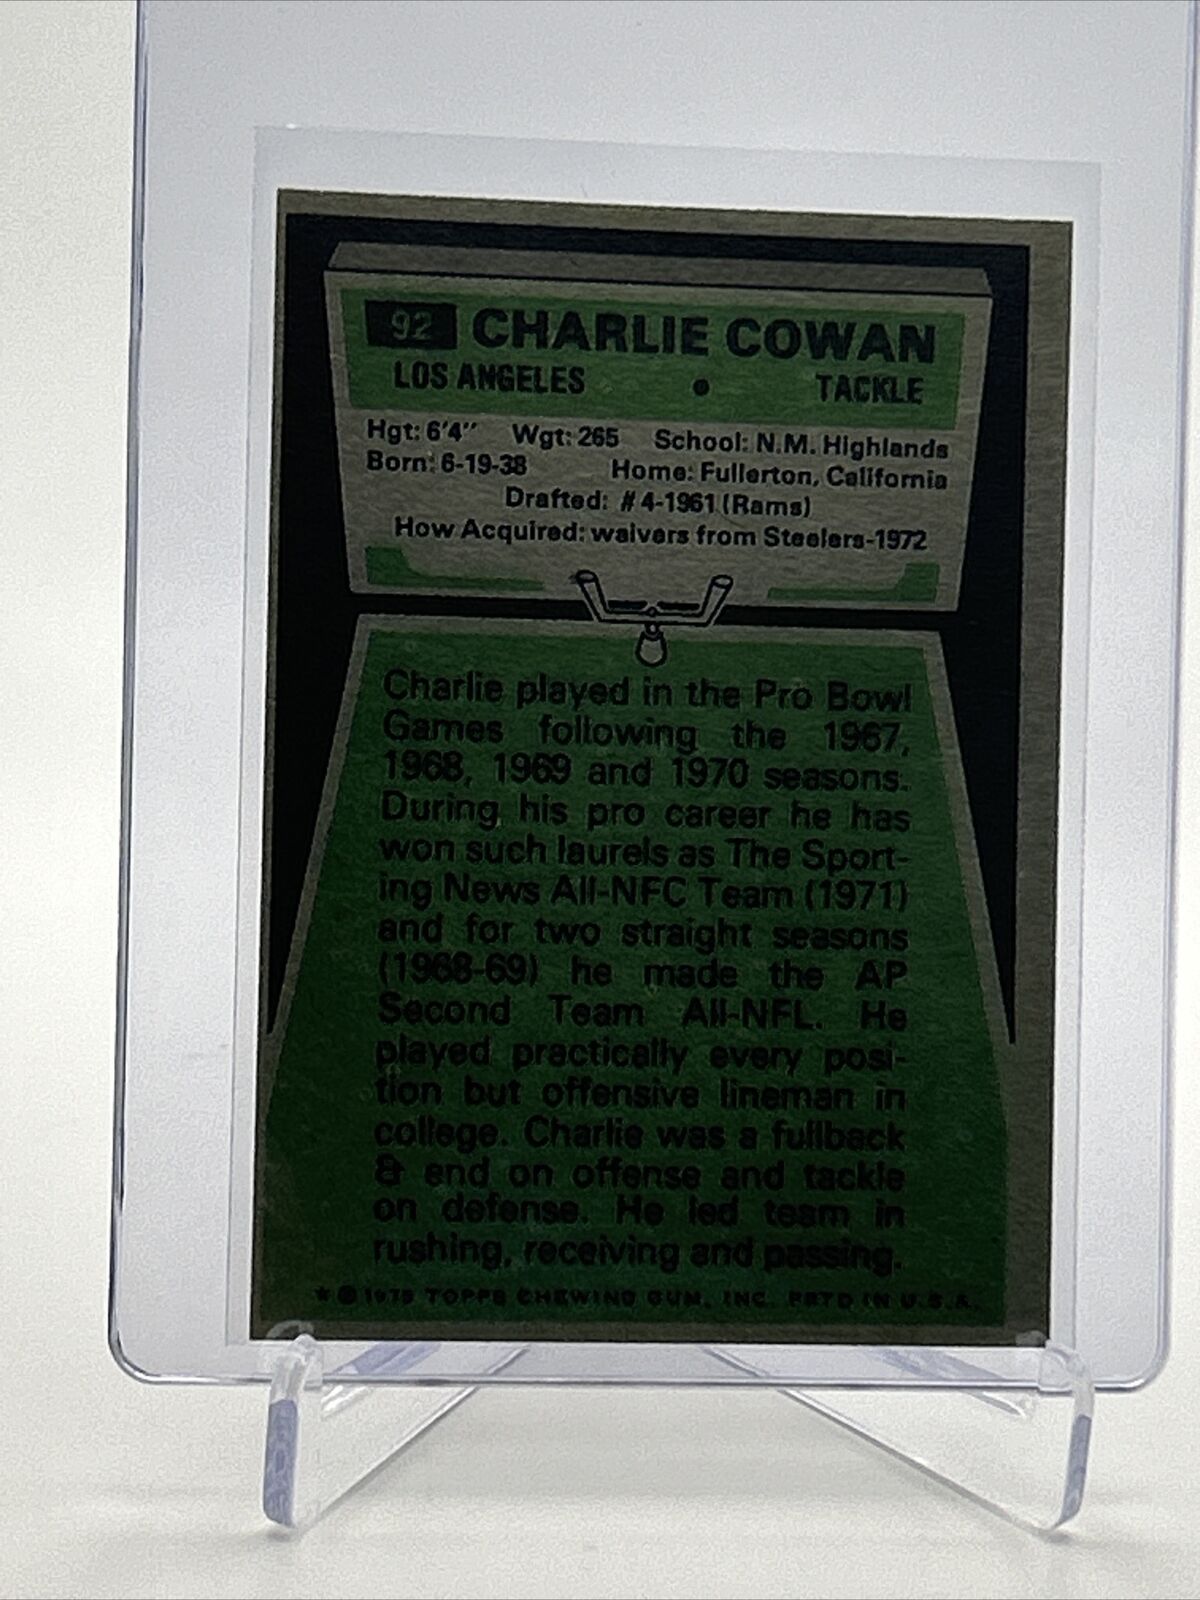 92 CHARLIE COWAN
LOS ANGELES • TACKLE
Hgt: 6'4" Wgt: 265 School: N.M. Highlands
Born: 6-19-38 Home: Fullerton, California
Drafted: #4-1961 (Rams)
How Acquired: waivers from Steelers-1972
Charlie played in the Pro Bowl
Games following the 1967,
1968, 1969 and 1970 seasons.
During his pro career he has
won such laurels as The Sport-
ing News All-NFC Team (1971)
and for two straight seasons
(1968-69) he made the AP
Second Team All-NFL. He
played practically every posi-
tion but offensive lineman in
college. Charlie was a fullback
& end on offense and tackle
on defense. He led team in
rushing, receiving and passing.
* © 1975 TOPPS CHEWING GUM, INC. PRTD IN U.S.A.